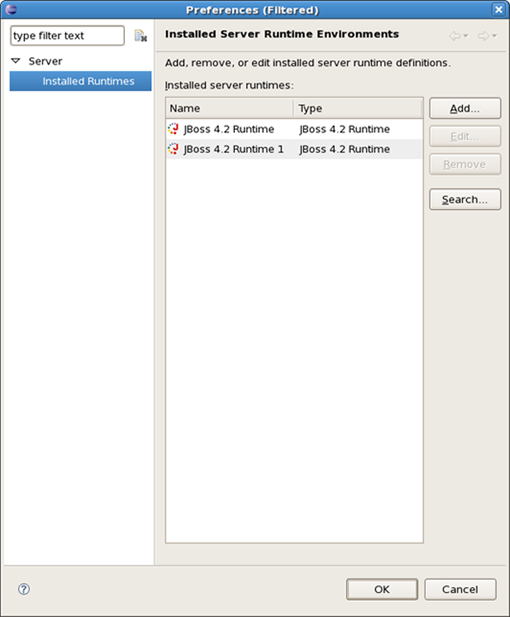 Preferences (Filtered)
type filter text
Server
Installed Runtimes
Installed Server Runtime Environments
Add, remove, or edit installed server runtime definitions.
Installed server runtimes:
Name Type
JBoss 4.2 Runtime JBoss 4.2 Runtime
JBoss 4.2 Runtime 1 JBoss 4.2 Runtime
Add...
Edit...
Remove
Search...
?
OK Cancel